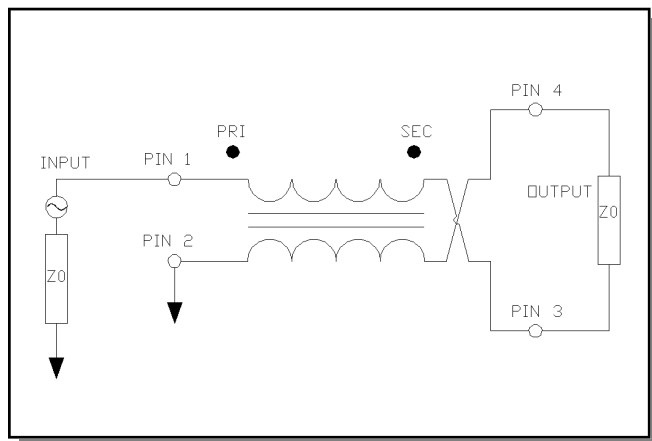 PIN 4
PRI
SEC
INPUT
PIN 1
OUTPUT
Z0
PIN 2
Z0
PIN 3